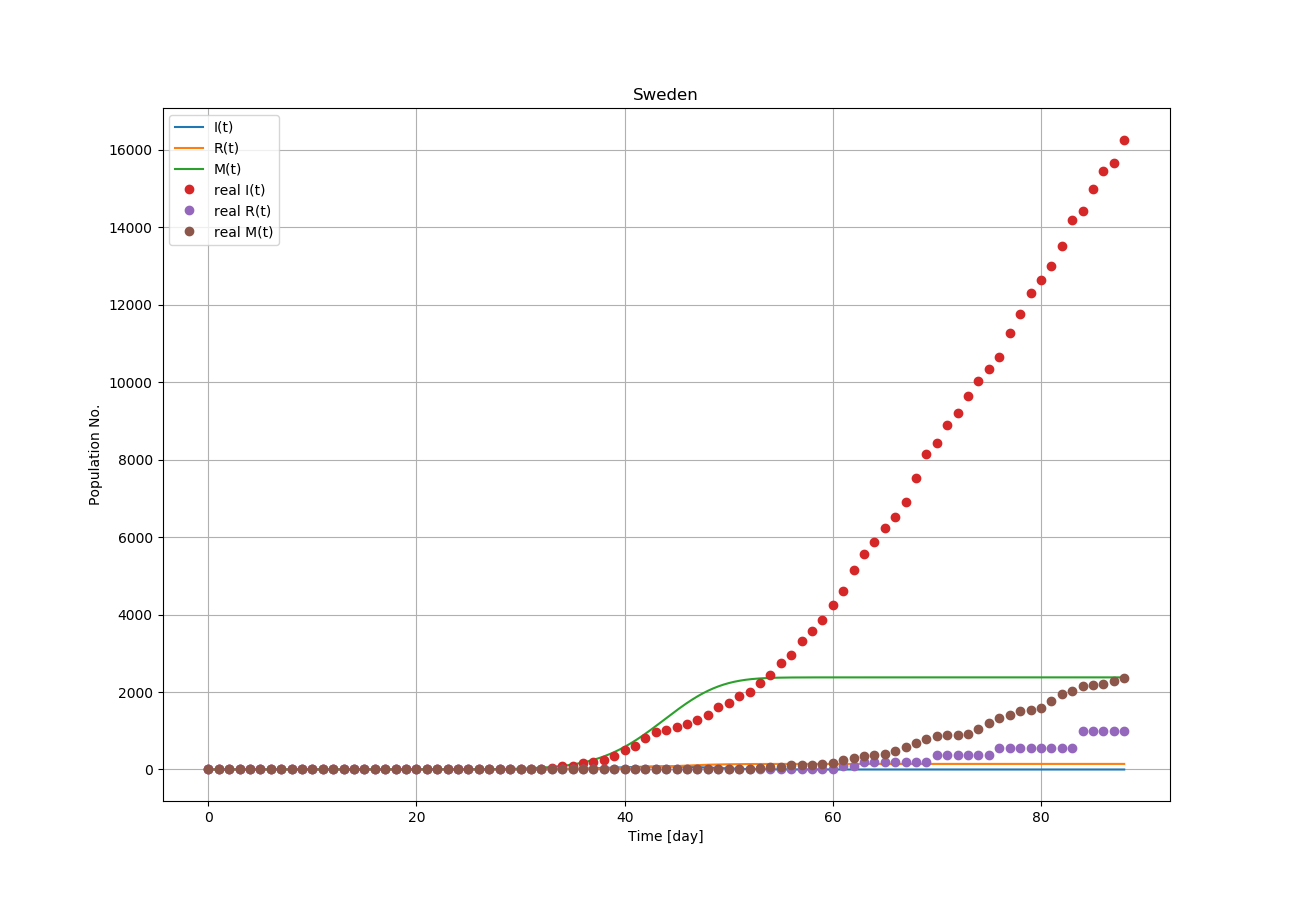 Sweden
I(t)
R(t)
M(t)
real I(t)
real R(t)
real M(t)
16000
14000
12000
10000
8000
6000
4000
2000
0
Population No.
0 20 40 60 80
Time [day]